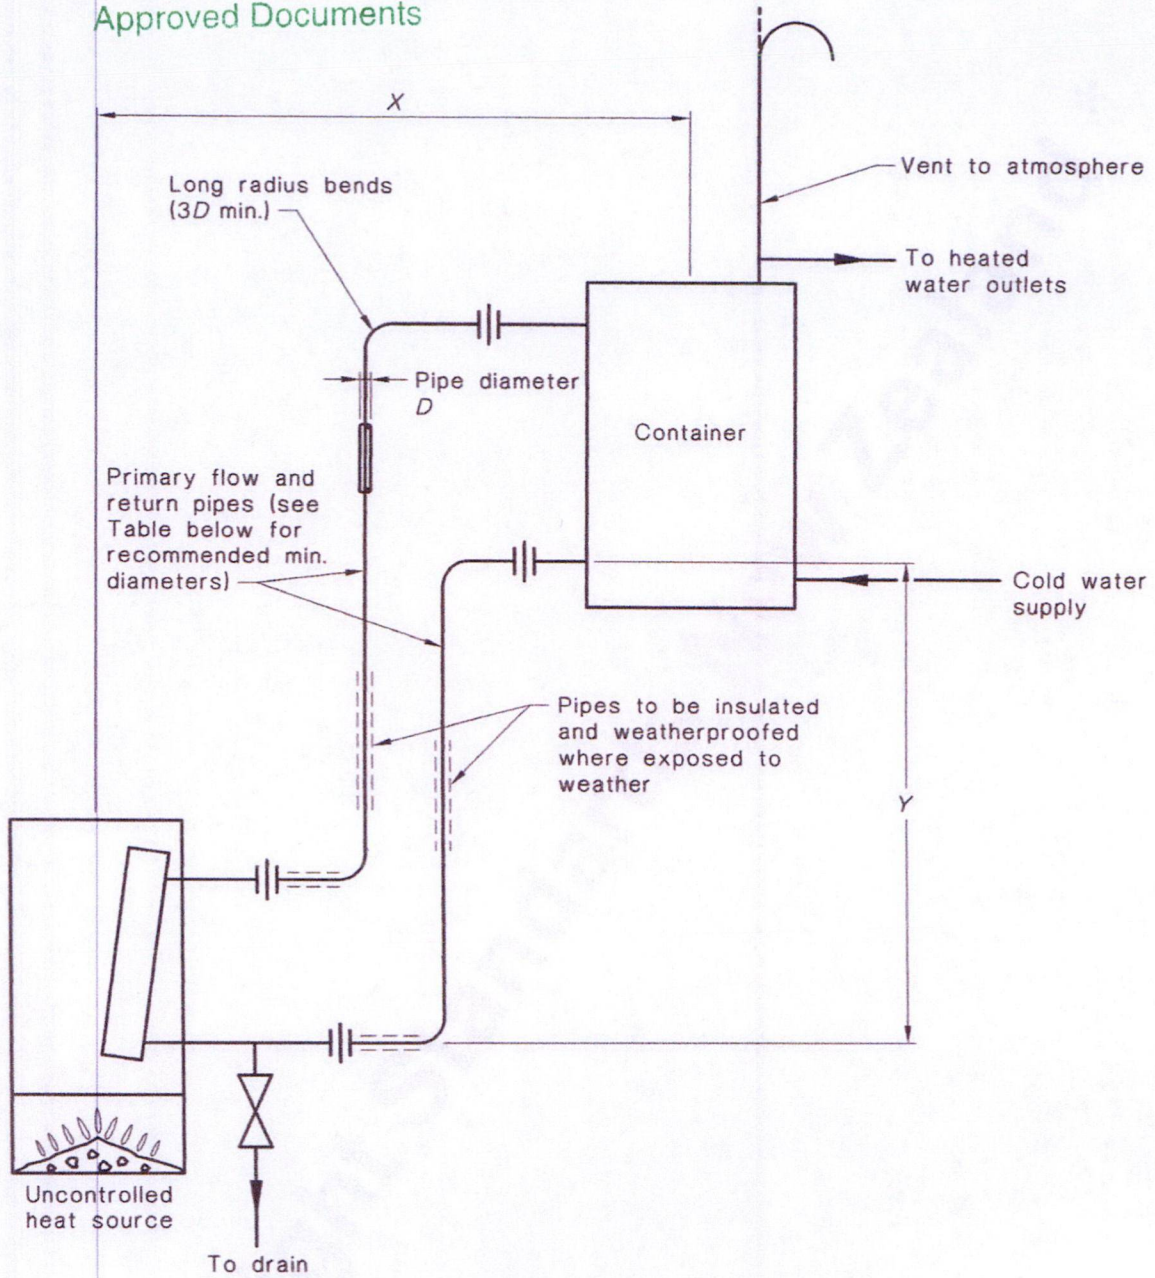 Approved Documents
X
Vent to atmosphere
Long radius bends
(3D min.)
To heated
water outlets
Pipe diameter
D
Container
Primary flow and
return pipes (see
Table below for
recommended min.
diameters)
Cold water
supply
Pipes to be insulated
and weatherproofed
where exposed to
weather
Y
Uncontrolled
heat source
To drain